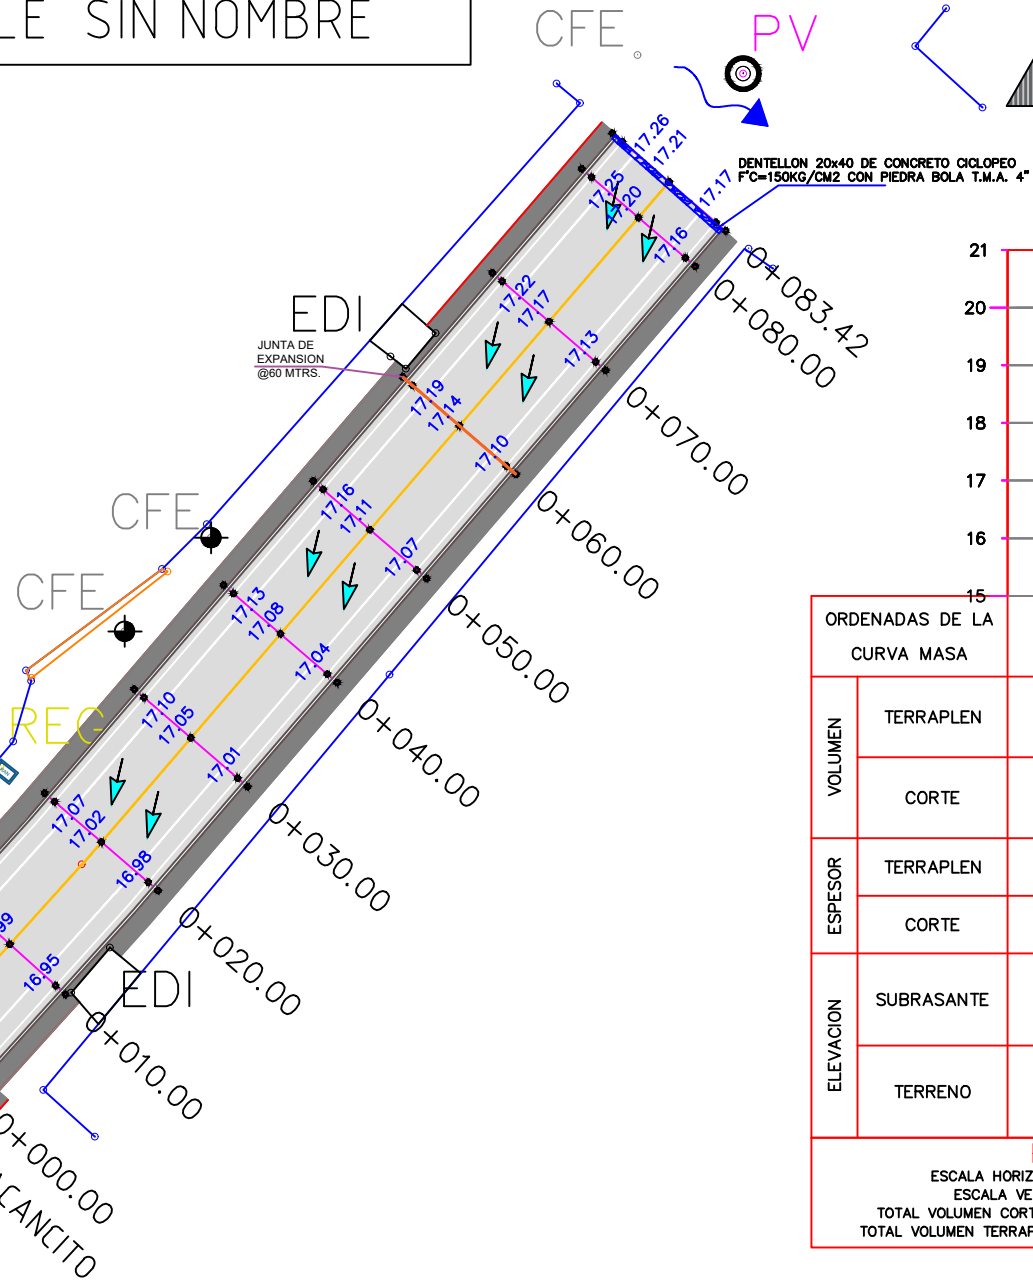 LE SIN NOMBRE
CFE
PV
17.26
17.21
17.17
DENTELLON 20x40 DE CONCRETO CICLOPEO
F'C=150KG/CM2 CON PIEDRA BOLA T.M.A. 4"
17.25
17.20
17.16
0+083.42
0+080.00
17.22
17.17
17.13
0+070.00
EDI
JUNTA DE
EXPANSION
@60 MTRS.
17.19
17.14
17.10
0+060.00
CFE
17.16
17.11
17.07
0+050.00
CFE
17.13
17.08
17.04
0+040.00
REG
17.10
17.05
17.01
0+030.00
17.07
17.02
16.98
0+020.00
99
16.95
EDI
0+010.00
0+000.00
ACANCITO
21
20
19
18
17
16
15
ORDENADAS DE LA
CURVA MASA
VOLUMEN
TERRAPLEN
CORTE
ESPESOR
TERRAPLEN
CORTE
ELEVACION
SUBRASANTE
TERRENO
ESCALA HORIZ
ESCALA VE
TOTAL VOLUMEN CORT
TOTAL VOLUMEN TERRAP